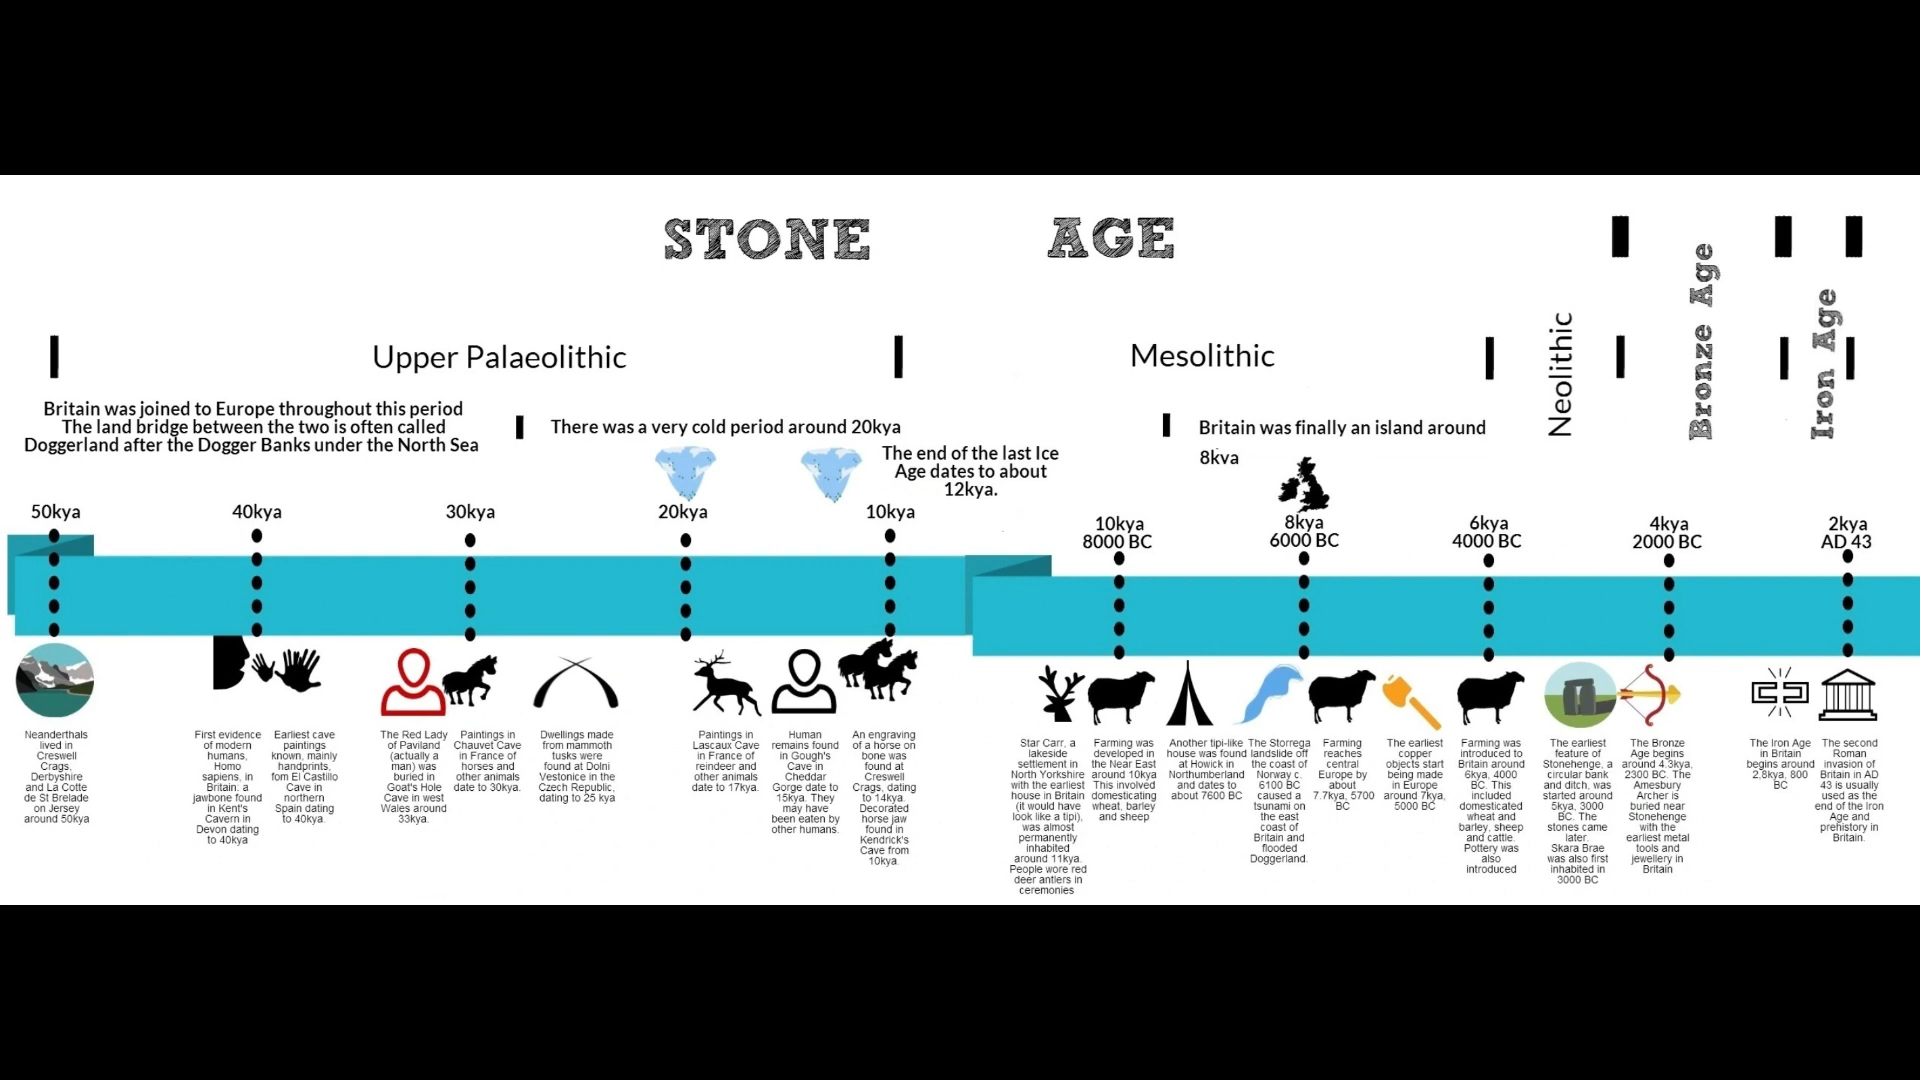 STONE AGE
Bronze Age
Iron Age
Upper Palaeolithic
Mesolithic
Neolithic
Britain was joined to Europe throughout this period
The land bridge between the two is often called
Doggerland after the Dogger Banks under the North Sea
There was a very cold period around 20kya
The end of the last Ice
Age dates to about
12kya.
Britain was finally an island around
8kva
50kya
40kya
30kya
20kya
10kya
10kya
8000 BC
8kya
6000 BC
6kya
4000 BC
4kya
2000 BC
2kya
AD 43
Neanderthals
lived in
Creswell
Crags,
Derbyshire
and La Cotte
de St Brelade
on Jersey
around 50kya
First evidence
of modern
humans,
Homo
sapiens, in
Britain: a
jawbone found
in Kent's
Cavern in
Devon dating
to 40kya
Earliest cave
paintings
known, mainly
handprints,
fom El Castillo
Cave in
northern
Spain dating
to 40kya.
The Red Lady
of Paviland
(actually a
man) was
buried in
Goat's Hole
Cave in west
Wales around
33kya.
Paintings in
Chauvet Cave
in France of
horses and
other animals
date to 30kya.
Dwellings made
from mammoth
tusks were
found at Dolni
Vestonice in the
Czech Republic,
dating to 25 kya
Paintings in
Lascaux Cave
in France of
reindeer and
other animals
date to 17kya.
Human
remains found
in Gough's
Cave in
Cheddar
Gorge date to
15kya. They
may have
been eaten by
other humans.
An engraving
of a horse on
bone was
found at
Creswell
Crags, dating
to 14kya.
Decorated
horse jaw
found in
Kendrick's
Cave from
10kya.
Star Carr, a
lakeside
settlement in
North Yorkshire
with the earliest
house in Britain
(it would have
look like a tipi),
was almost
permanently
inhabited
around 11kya.
People wore red
deer antlers in
ceremonies
Farming was
developed in
the Near East
around 10kya
This involved
domesticating
wheat, barley
and sheep
Another tipi-like
house was found
at Howick in
Northumberland
and dates to
about 7600 BC
The Storrega
landslide off
the coast of
Norway c.
6100 BC
caused a
tsunami on
the east
coast of
Britain and
flooded
Doggerland.
Farming
reaches
central
Europe by
about
7.7kya, 5700
BC
The earliest
copper
objects start
being made
in Europe
around 7kya,
5000 BC
Farming was
introduced to
Britain around
6kya, 4000
BC. This
included
domesticated
wheat and
barley, sheep
and cattle.
Pottery was
also
introduced
The earliest
feature of
Stonehenge, a
circular bank
and ditch, was
started around
5kya, 3000
BC. The
stones came
later.
Skara Brae
was also first
inhabited in
3000 BC
The Bronze
Age begins
around 4.3kya,
2300 BC. The
Amesbury
Archer is
buried near
Stonehenge
with the
earliest metal
tools and
jewellery in
Britain
The Iron Age
in Britain
begins around
2.8kya, 800
BC
The second
Roman
invasion of
Britain in AD
43 is usually
used as the
end of the Iron
Age and
prehistory in
Britain.